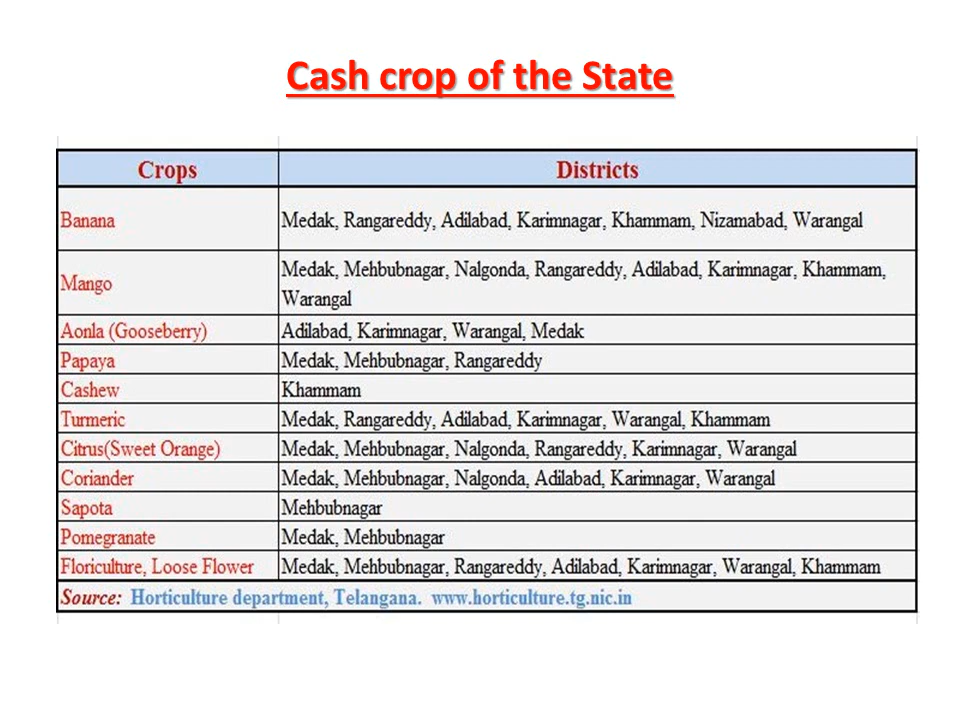 Cash crop of the State
Crops Districts
Banana Medak, Rangareddy, Adilabad, Karimnagar, Khammam, Nizamabad, Warangal
Mango Medak, Mehbubnagar, Nalgonda, Rangareddy, Adilabad, Karimnagar, Khammam,
Warangal
Aonla (Gooseberry) Adilabad, Karimnagar, Warangal, Medak
Papaya Medak, Mehbubnagar, Rangareddy
Cashew Khammam
Turmeric Medak, Rangareddy, Adilabad, Karimnagar, Warangal, Khammam
Citrus(Sweet Orange) Medak, Mehbubnagar, Nalgonda, Rangareddy, Karimnagar, Warangal
Coriander Medak, Mehbubnagar, Nalgonda, Adilabad, Karimnagar, Warangal
Sapota Mehbubnagar
Pomegranate Medak, Mehbubnagar
Floriculture, Loose Flower Medak, Mehbubnagar, Rangareddy, Adilabad, Karimnagar, Warangal, Khammam
Source: Horticulture department, Telangana. www.horticulture.tg.nic.in